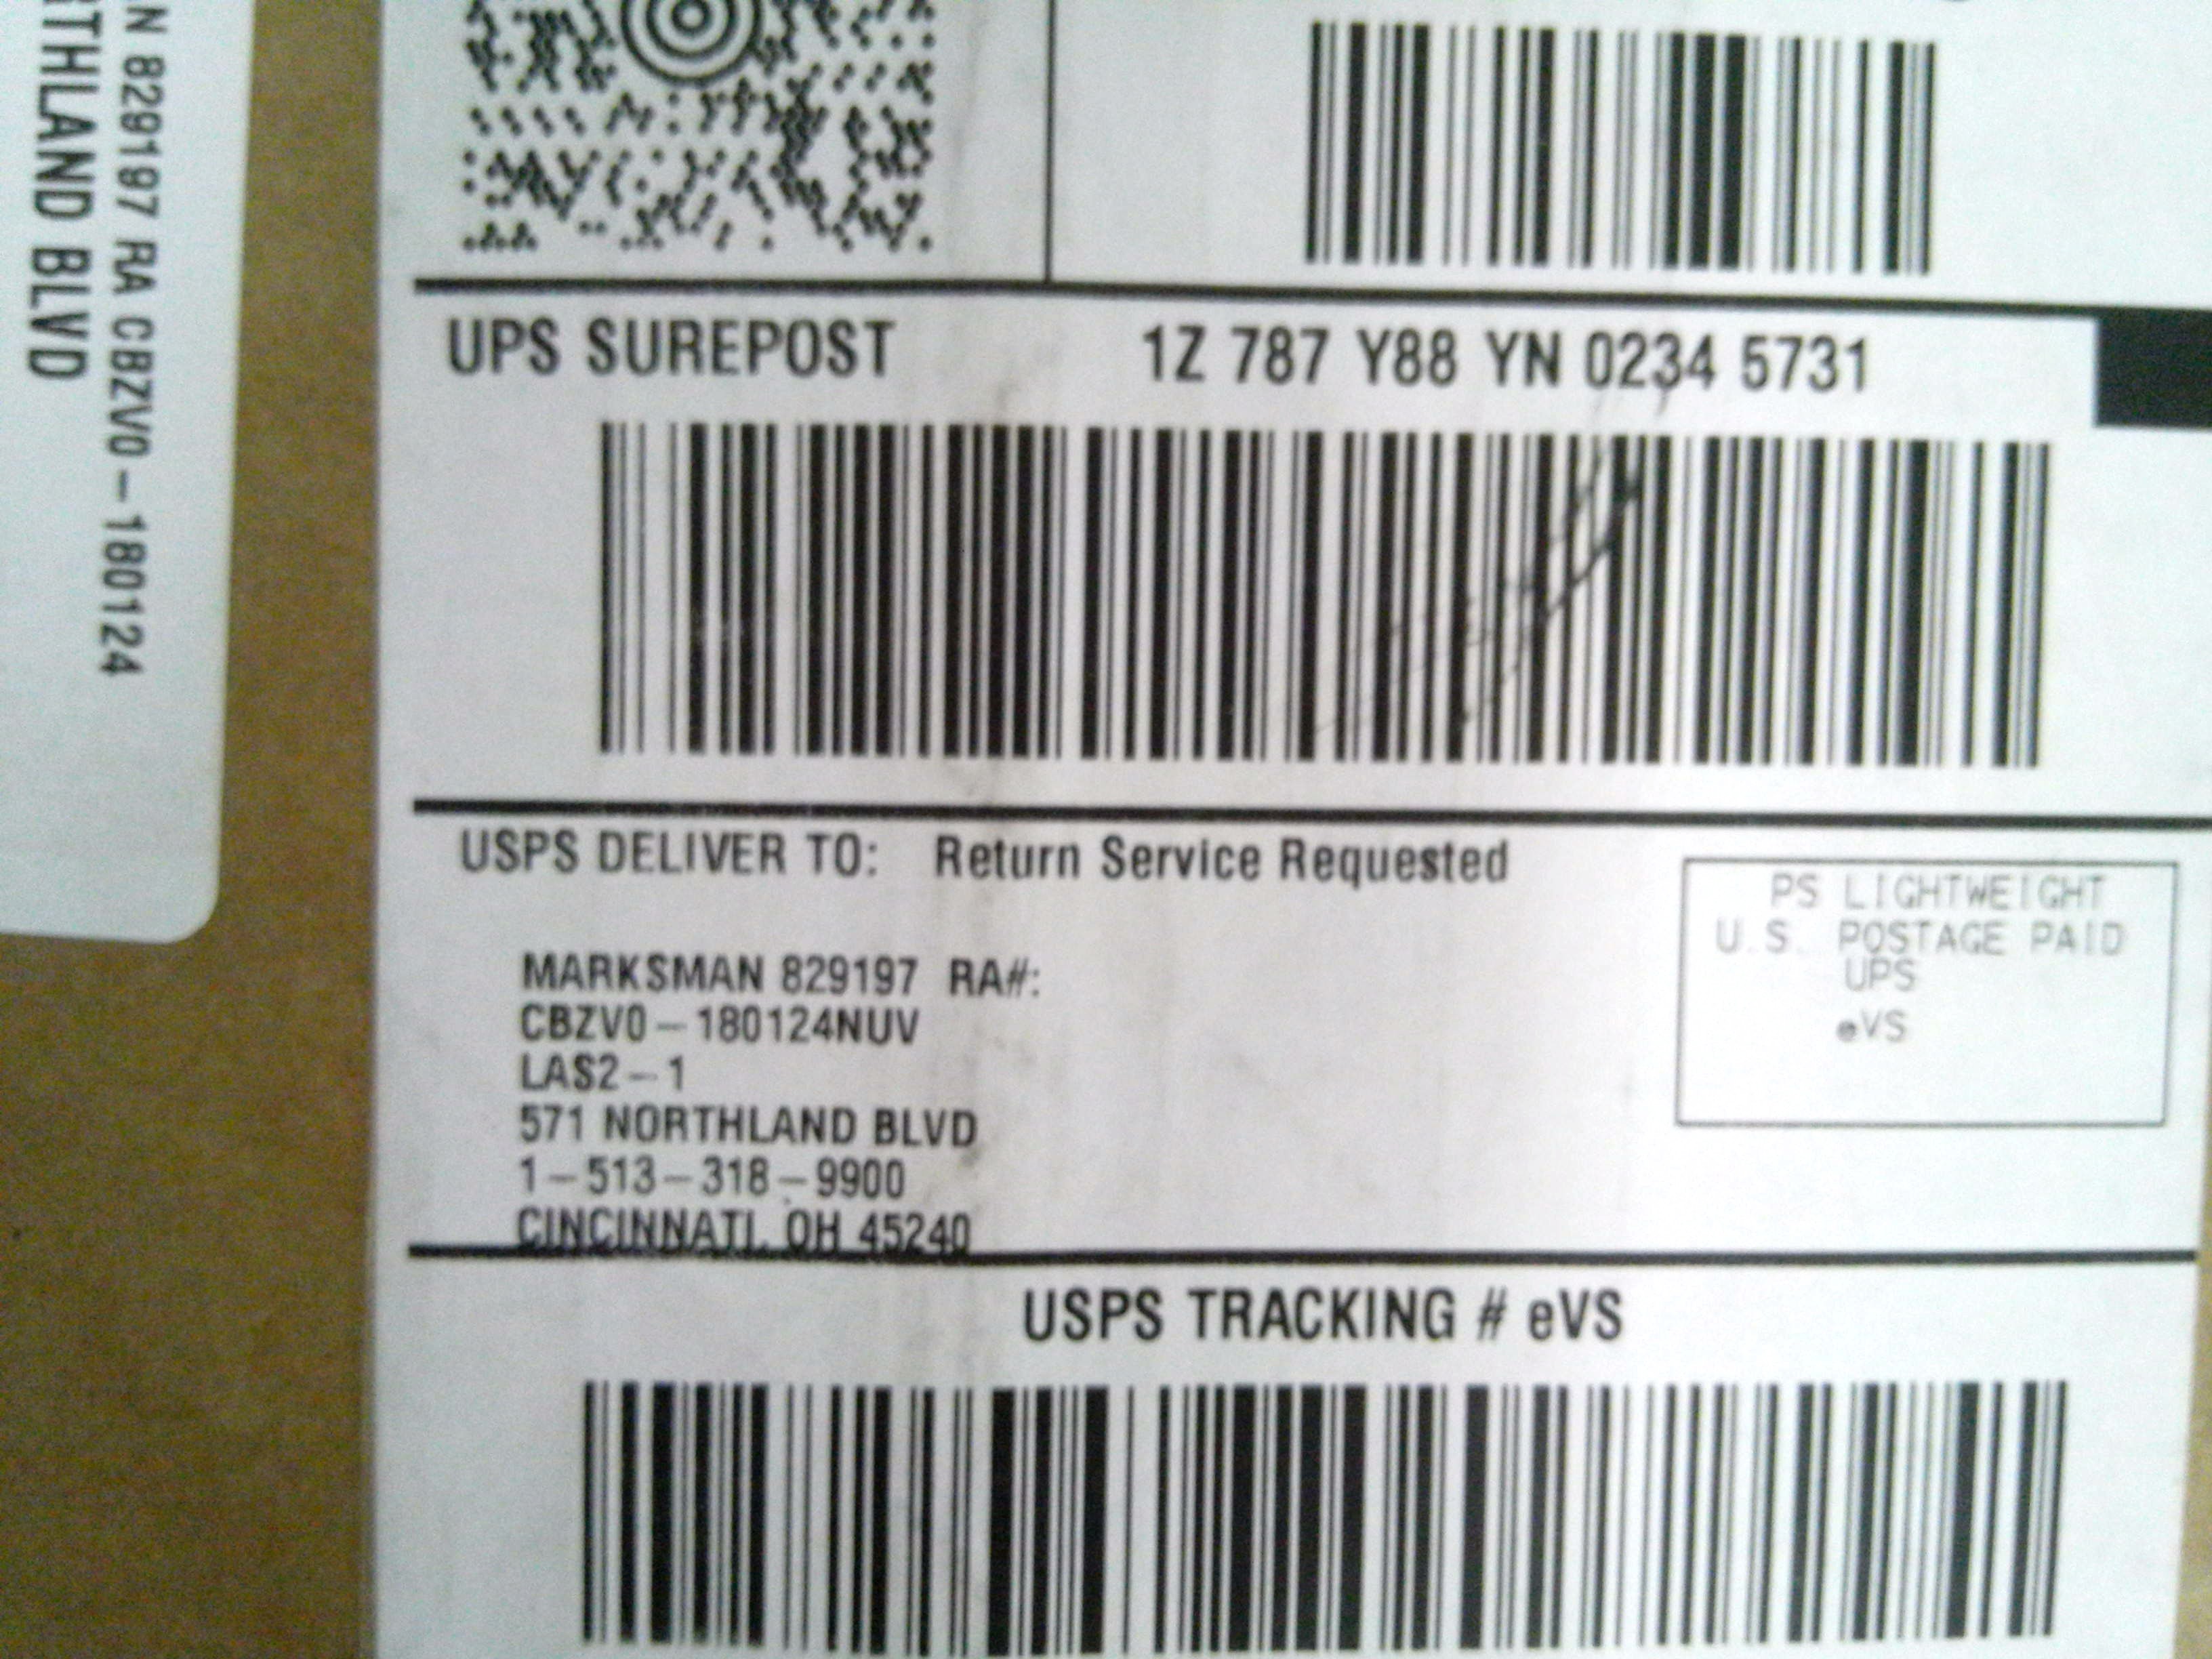 N 829197 RA CBZV0-180124
RTHLAND BLVD
UPS SUREPOST 1Z 787 Y88 YN 0234 5731
USPS DELIVER TO: Return Service Requested
MARKSMAN 829197 RA#:
CBZV0-180124NUV
LAS2-1
571 NORTHLAND BLVD
1-513-318-9900
CINCINNATI, OH 45240
PS LIGHTWEIGHT
U.S. POSTAGE PAID
UPS
eVS
USPS TRACKING # eVS